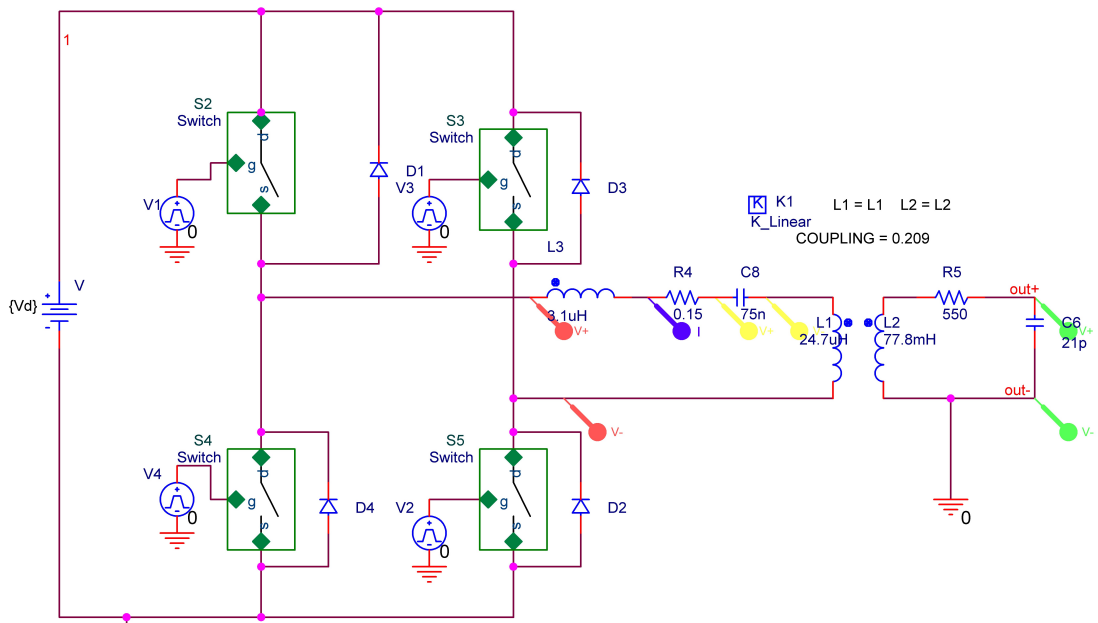 1
S2
Switch
p
g
s
V1
0
D1
S3
Switch
p
g
s
V3
0
D3
K K1
K_Linear
L1 = L1 L2 = L2
COUPLING = 0.209
{Vd}
+
V
-
L3
3.1uH
V+
R4
0.15
I
C8
75n
V+
L1
24.7uH
L2
77.8mH
R5
550
out+
C6
21p
V+
out-
V-
V-
0
S4
Switch
p
g
s
V4
0
D4
S5
Switch
p
g
s
V2
0
D2